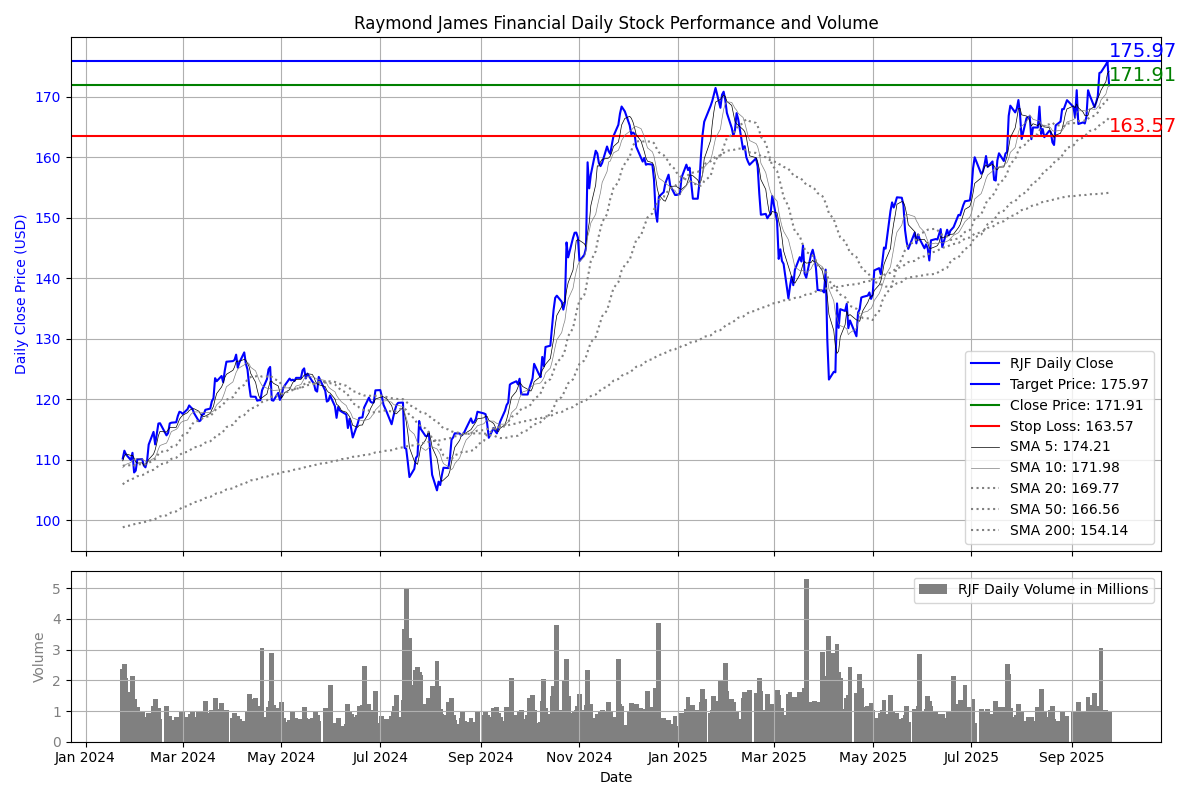 Raymond James Financial Daily Stock Performance and Volume
175.97
171.91
163.57
170
160
150
140
130
120
110
100
Daily Close Price (USD)
RJF Daily Close
Target Price: 175.97
Close Price: 171.91
Stop Loss: 163.57
SMA 5: 174.21
SMA 10: 171.98
SMA 20: 169.77
SMA 50: 166.56
SMA 200: 154.14
5
4
3
2
1
0
Volume
RJF Daily Volume in Millions
Jan 2024 Mar 2024 May 2024 Jul 2024 Sep 2024 Nov 2024 Jan 2025 Mar 2025 May 2025 Jul 2025 Sep 2025
Date